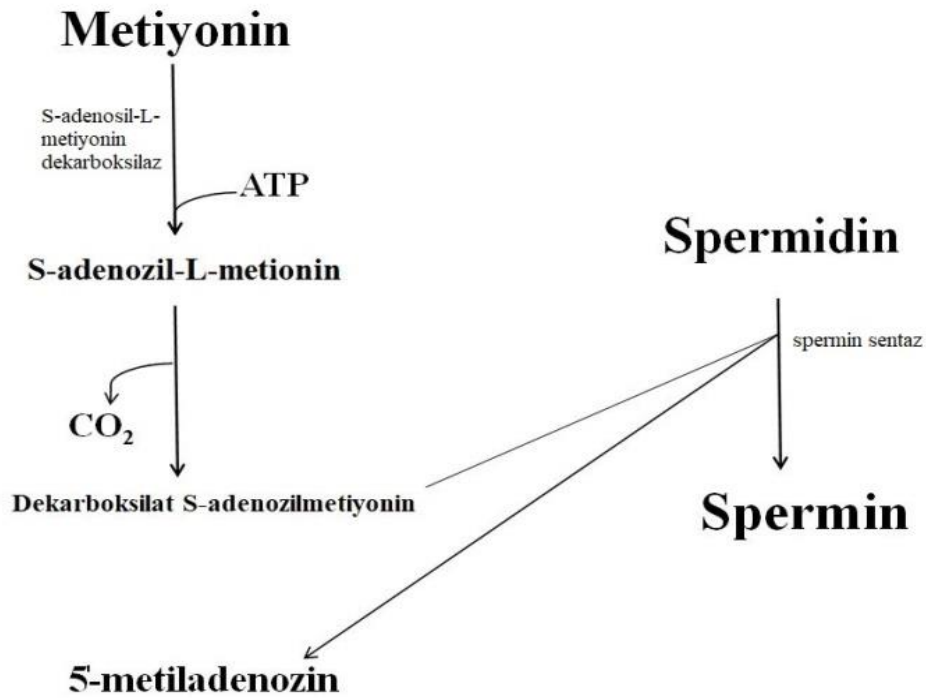 Metiyonin
S-adenosil-L-
metiyonin
dekarboksilaz
ATP
S-adenozil-L-metionin
CO₂
Dekarboksilat S-adenozilmetiyonin
5'-metiladenozin
Spermidin
spermin sentaz
Spermin